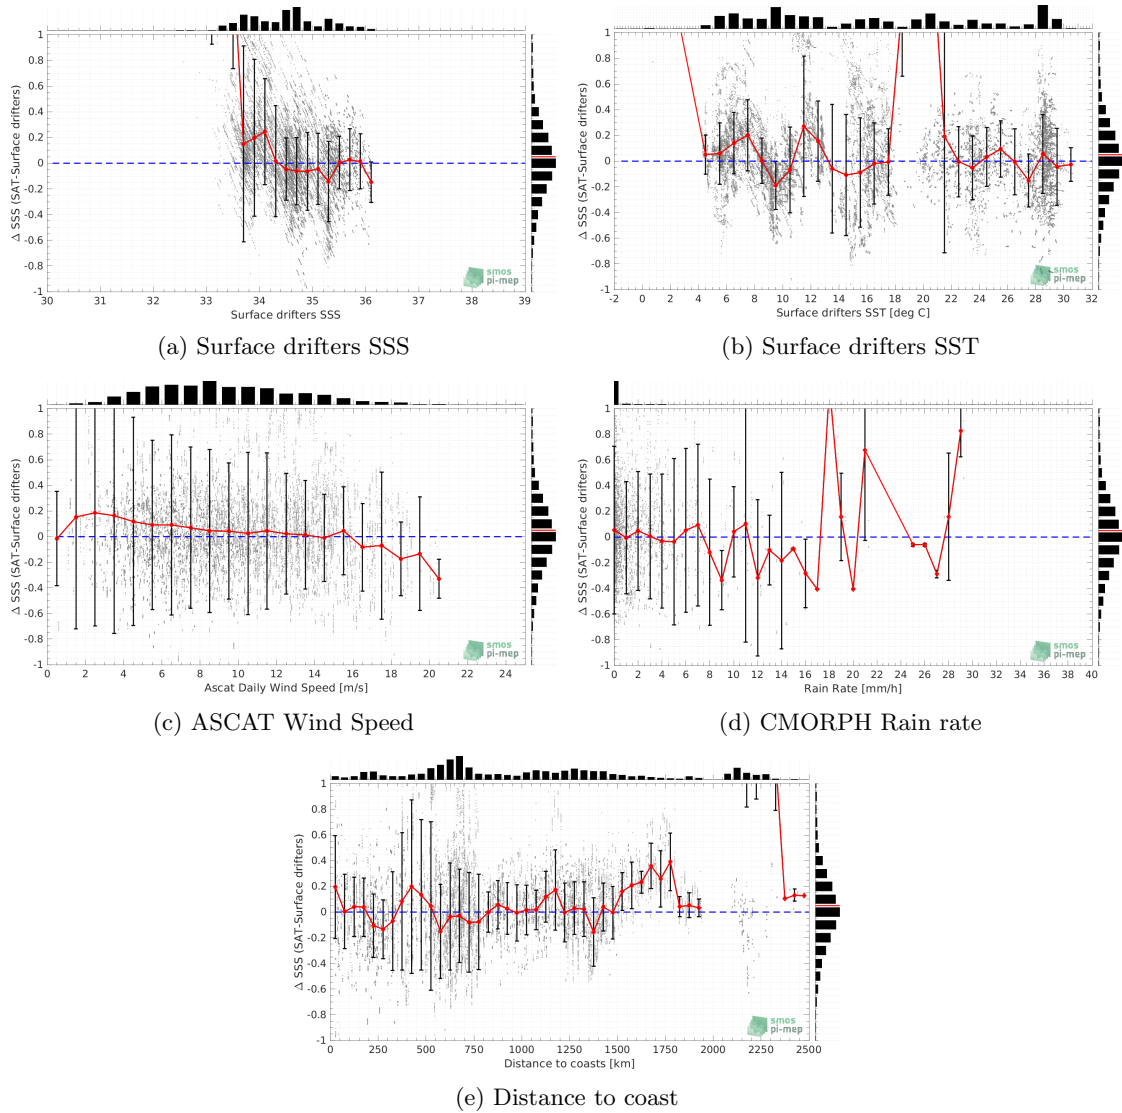 1
0.8
0.6
0.4
0.2
0
-0.2
-0.4
-0.6
-0.8
-1
Δ SSS (SAT-Surface drifters)
30 31 32 33 34 35 36 37 38 39
Surface drifters SSS
smos
pi-mep
(a) Surface drifters SSS
1
0.8
0.6
0.4
0.2
0
-0.2
-0.4
-0.6
-0.8
-1
Δ SSS (SAT-Surface drifters)
-2 0 2 4 6 8 10 12 14 16 18 20 22 24 26 28 30 32
Surface drifters SST [deg C]
smos
pi-mep
(b) Surface drifters SST
1
0.8
0.6
0.4
0.2
0
-0.2
-0.4
-0.6
-0.8
-1
Δ SSS (SAT-Surface drifters)
0 2 4 6 8 10 12 14 16 18 20 22 24
Ascat Daily Wind Speed [m/s]
smos
pi-mep
(c) ASCAT Wind Speed
1
0.8
0.6
0.4
0.2
0
-0.2
-0.4
-0.6
-0.8
-1
Δ SSS (SAT-Surface drifters)
0 2 4 6 8 10 12 14 16 18 20 22 24 26 28 30 32 34 36 38 40
Rain Rate [mm/h]
smos
pi-mep
(d) CMORPH Rain rate
1
0.8
0.6
0.4
0.2
0
-0.2
-0.4
-0.6
-0.8
-1
Δ SSS (SAT-Surface drifters)
0 250 500 750 1000 1250 1500 1750 2000 2250 2500
Distance to coasts [km]
smos
pi-mep
(e) Distance to coast